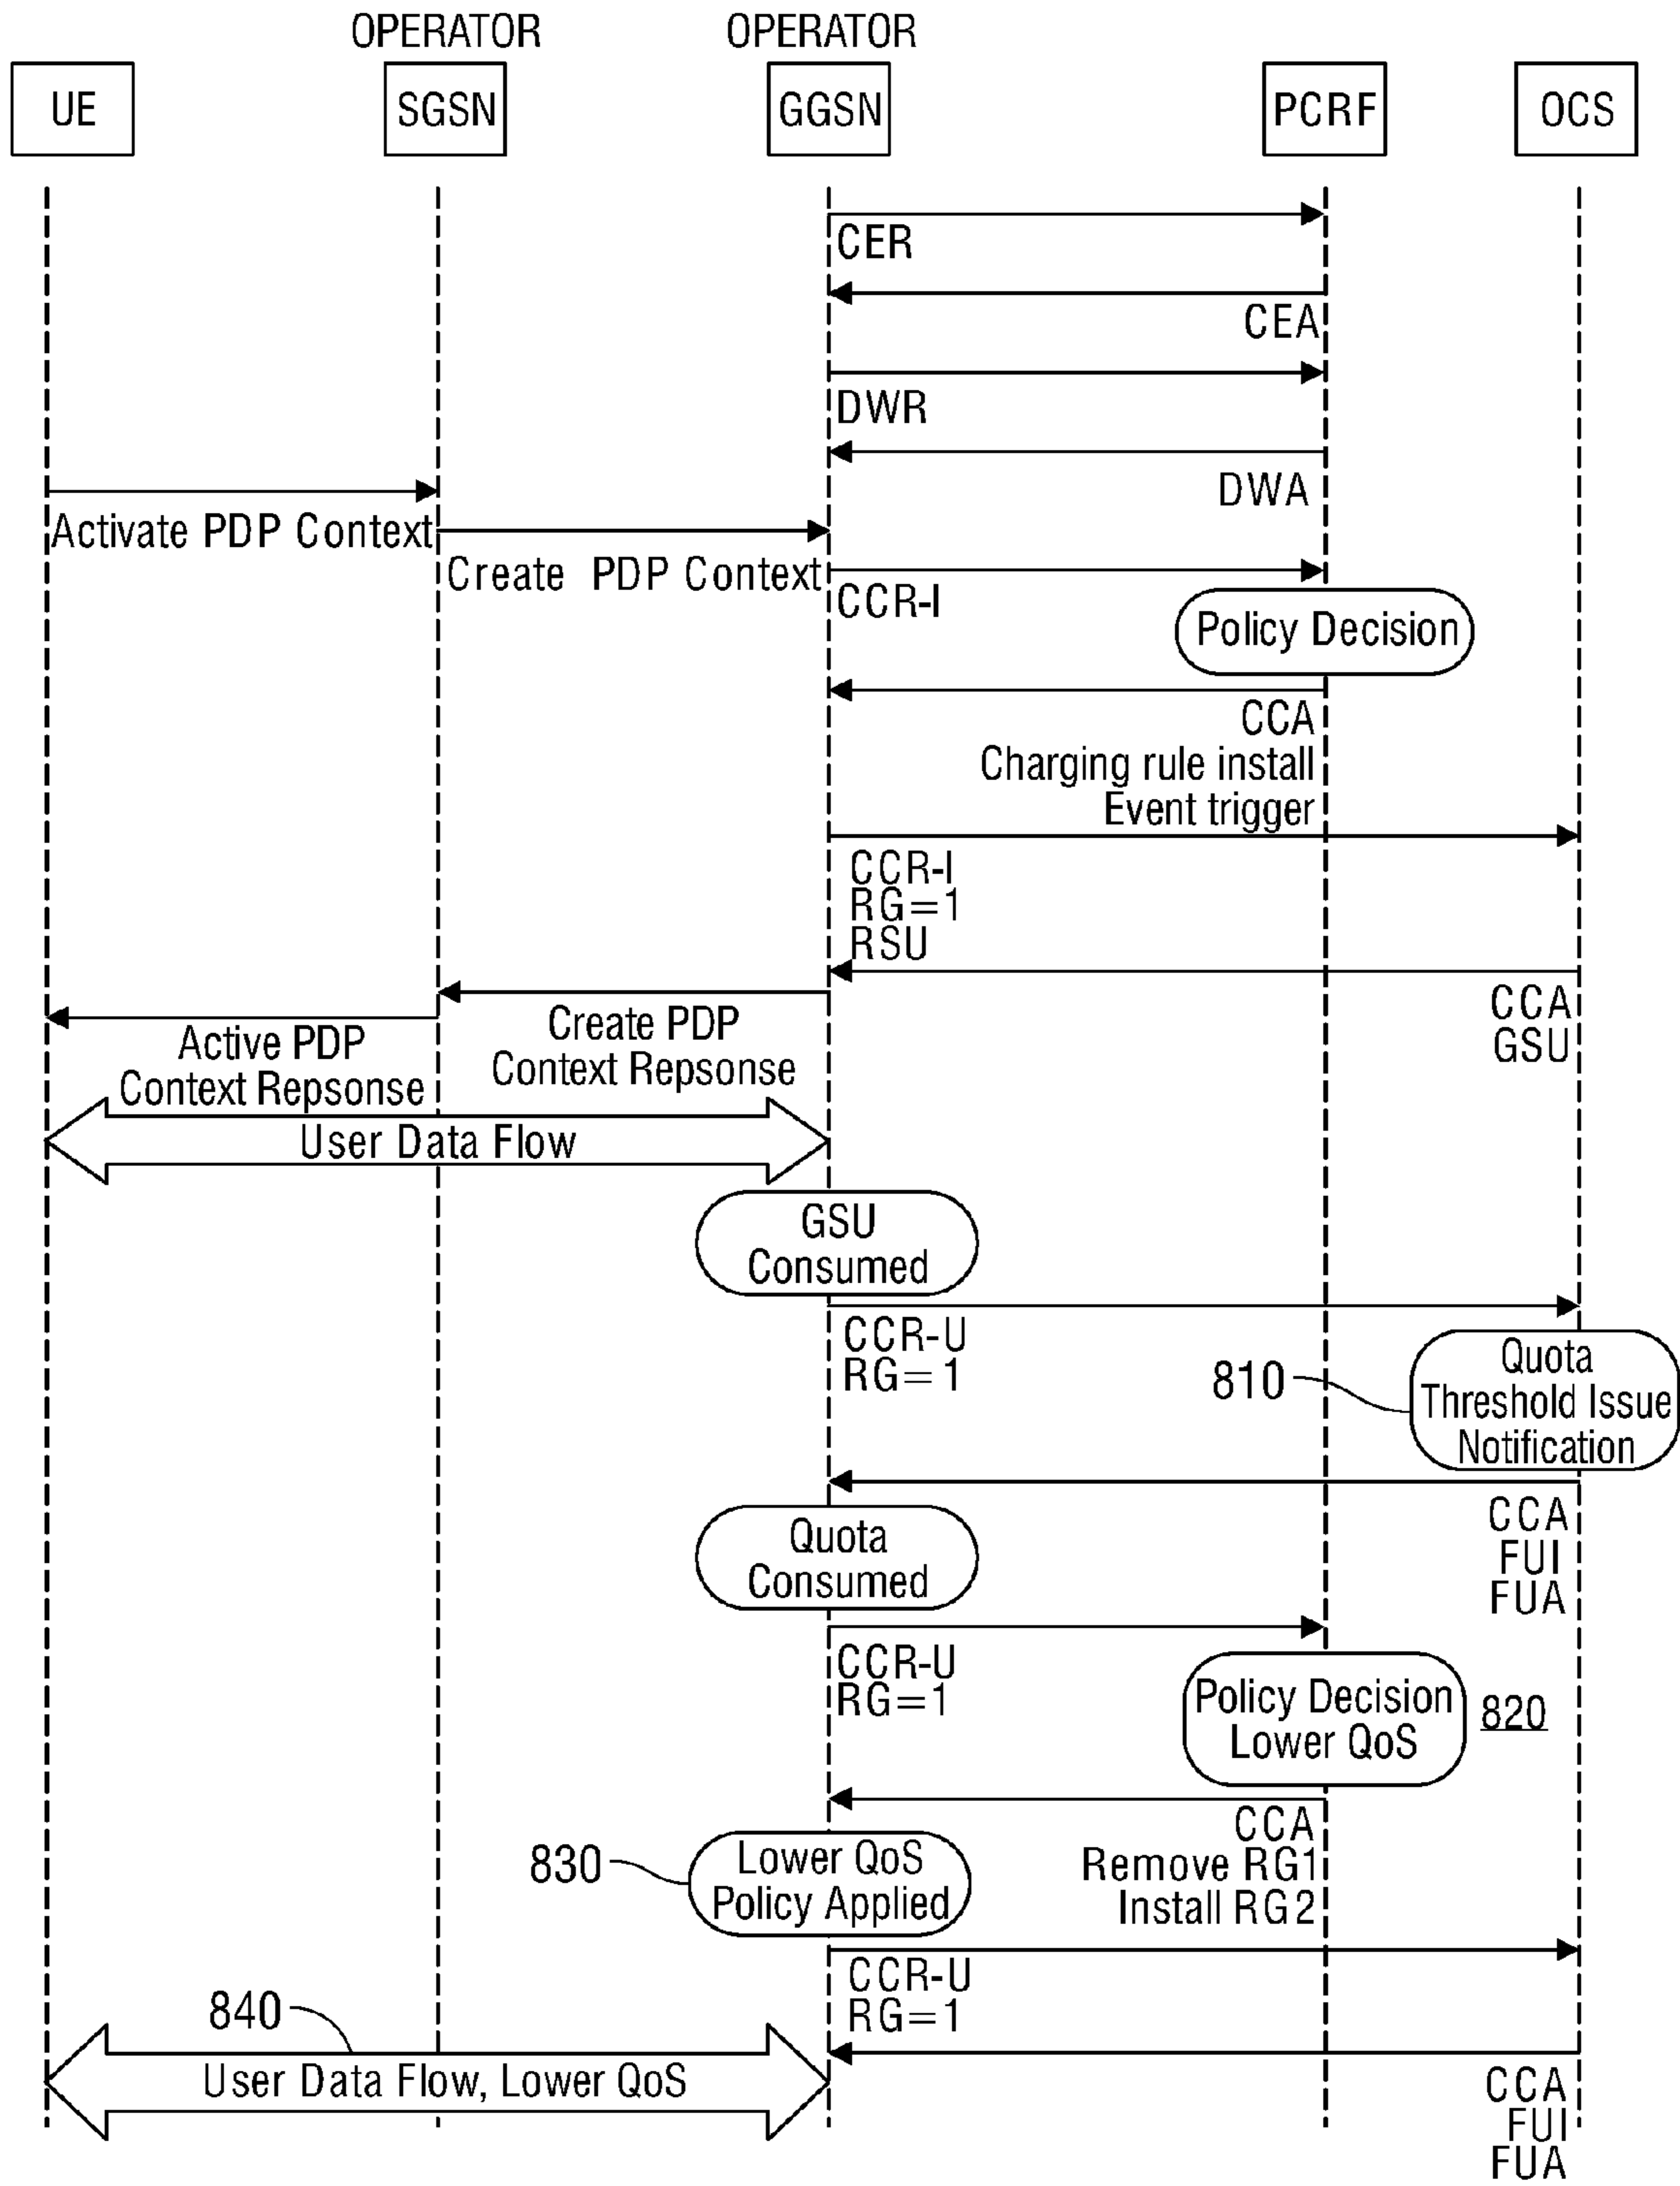 OPERATOR
OPERATOR
UE
SGSN
GGSN
PCRF
OCS
CER
CEA
DWR
DWA
Activate PDP Context
Create PDP Context
CCR-I
Policy Decision
CCA
Charging rule install
Event trigger
CCR-I
RG=1
RSU
CCA
GSU
Create PDP
Context Repsonse
Active PDP
Context Repsonse
User Data Flow
GSU
Consumed
CCR-U
RG=1
810
Quota
Threshold Issue
Notification
CCA
FUI
FUA
Quota
Consumed
CCR-U
RG=1
Policy Decision
Lower QoS
820
CCA
Remove RG1
Install RG2
830
Lower QoS
Policy Applied
CCR-U
RG=1
840
User Data Flow, Lower QoS
CCA
FUI
FUA